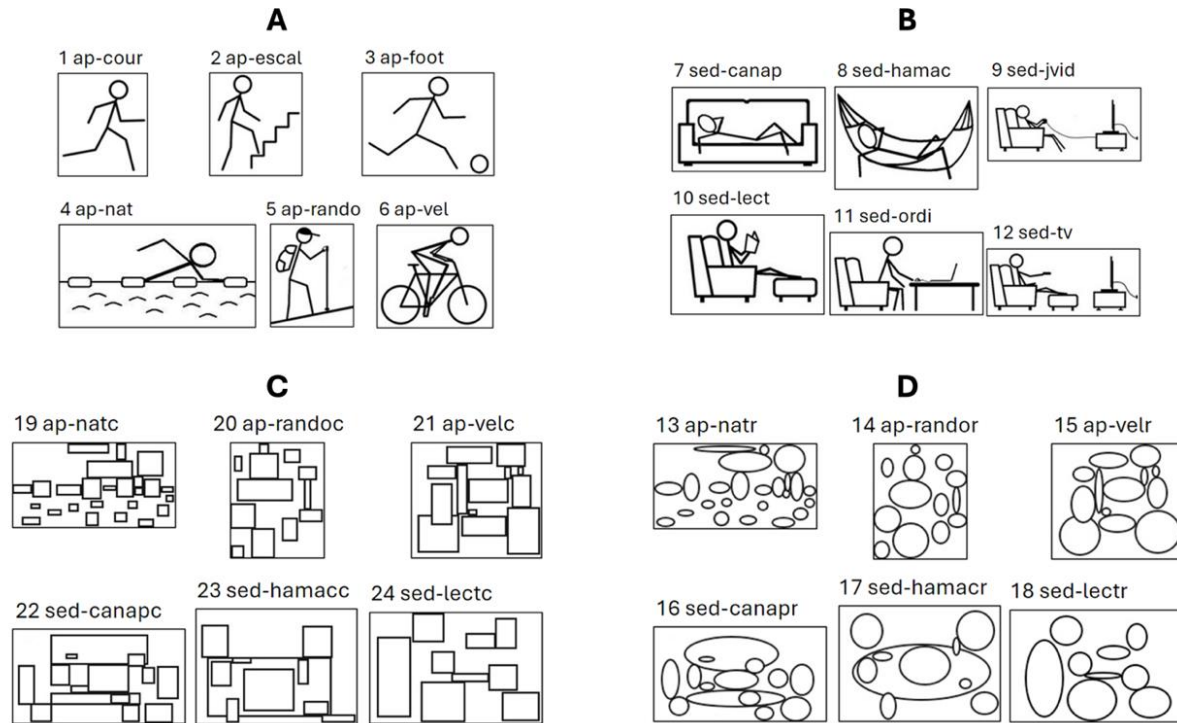 A
1 ap-cour
2 ap-escal
3 ap-foot
4 ap-nat
5 ap-rando
6 ap-vel
B
7 sed-canap
8 sed-hamac
9 sed-jvid
10 sed-lect
11 sed-ordi
12 sed-tv
C
19 ap-natc
20 ap-randoc
21 ap-velc
22 sed-canapc
23 sed-hamacc
24 sed-lectc
D
13 ap-natr
14 ap-randor
15 ap-velr
16 sed-canapr
17 sed-hamacr
18 sed-lectr